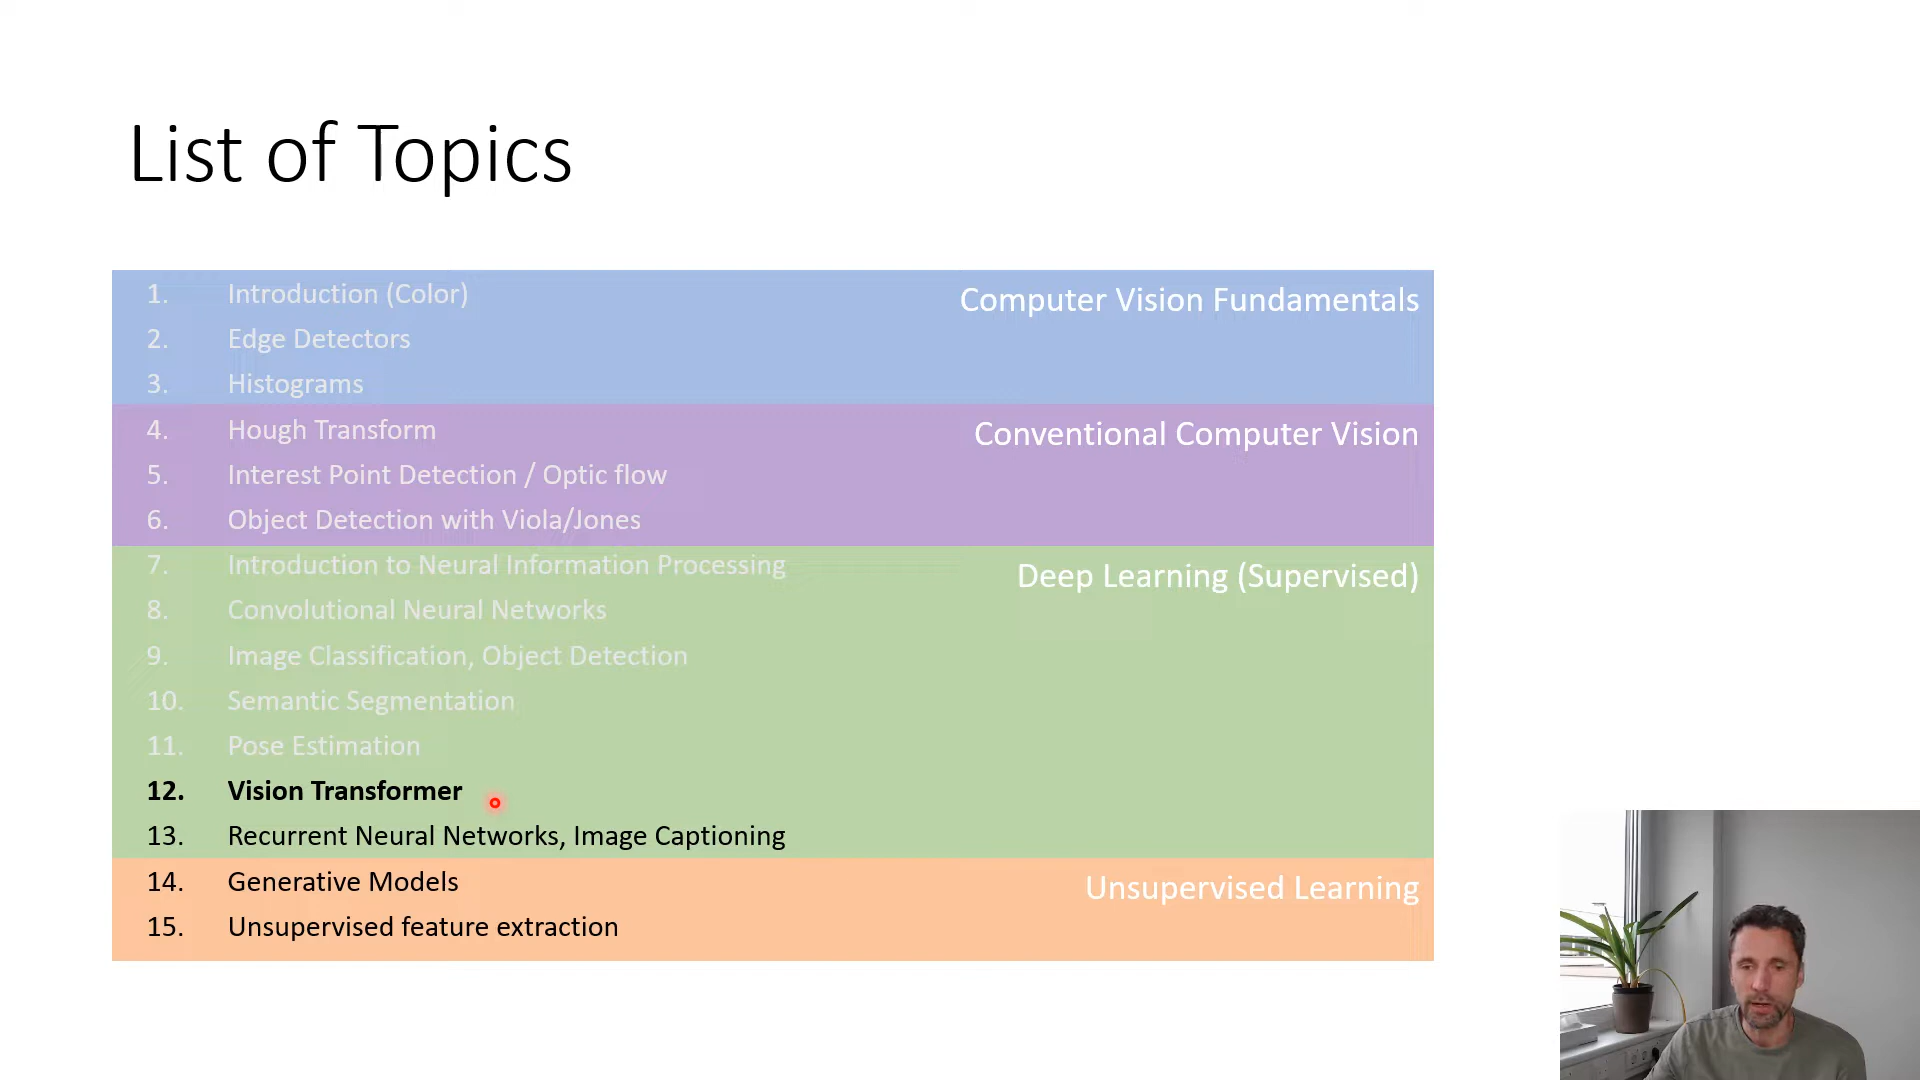 List of Topics
1. Introduction (Color)
Computer Vision Fundamentals
2. Edge Detectors
3. Histograms
4. Hough Transform
Conventional Computer Vision
5. Interest Point Detection / Optic flow
6. Object Detection with Viola/Jones
7. Introduction to Neural Information Processing
Deep Learning (Supervised)
8. Convolutional Neural Networks
9. Image Classification, Object Detection
10. Semantic Segmentation
11. Pose Estimation
12. Vision Transformer
13. Recurrent Neural Networks, Image Captioning
14. Generative Models
Unsupervised Learning
15. Unsupervised feature extraction